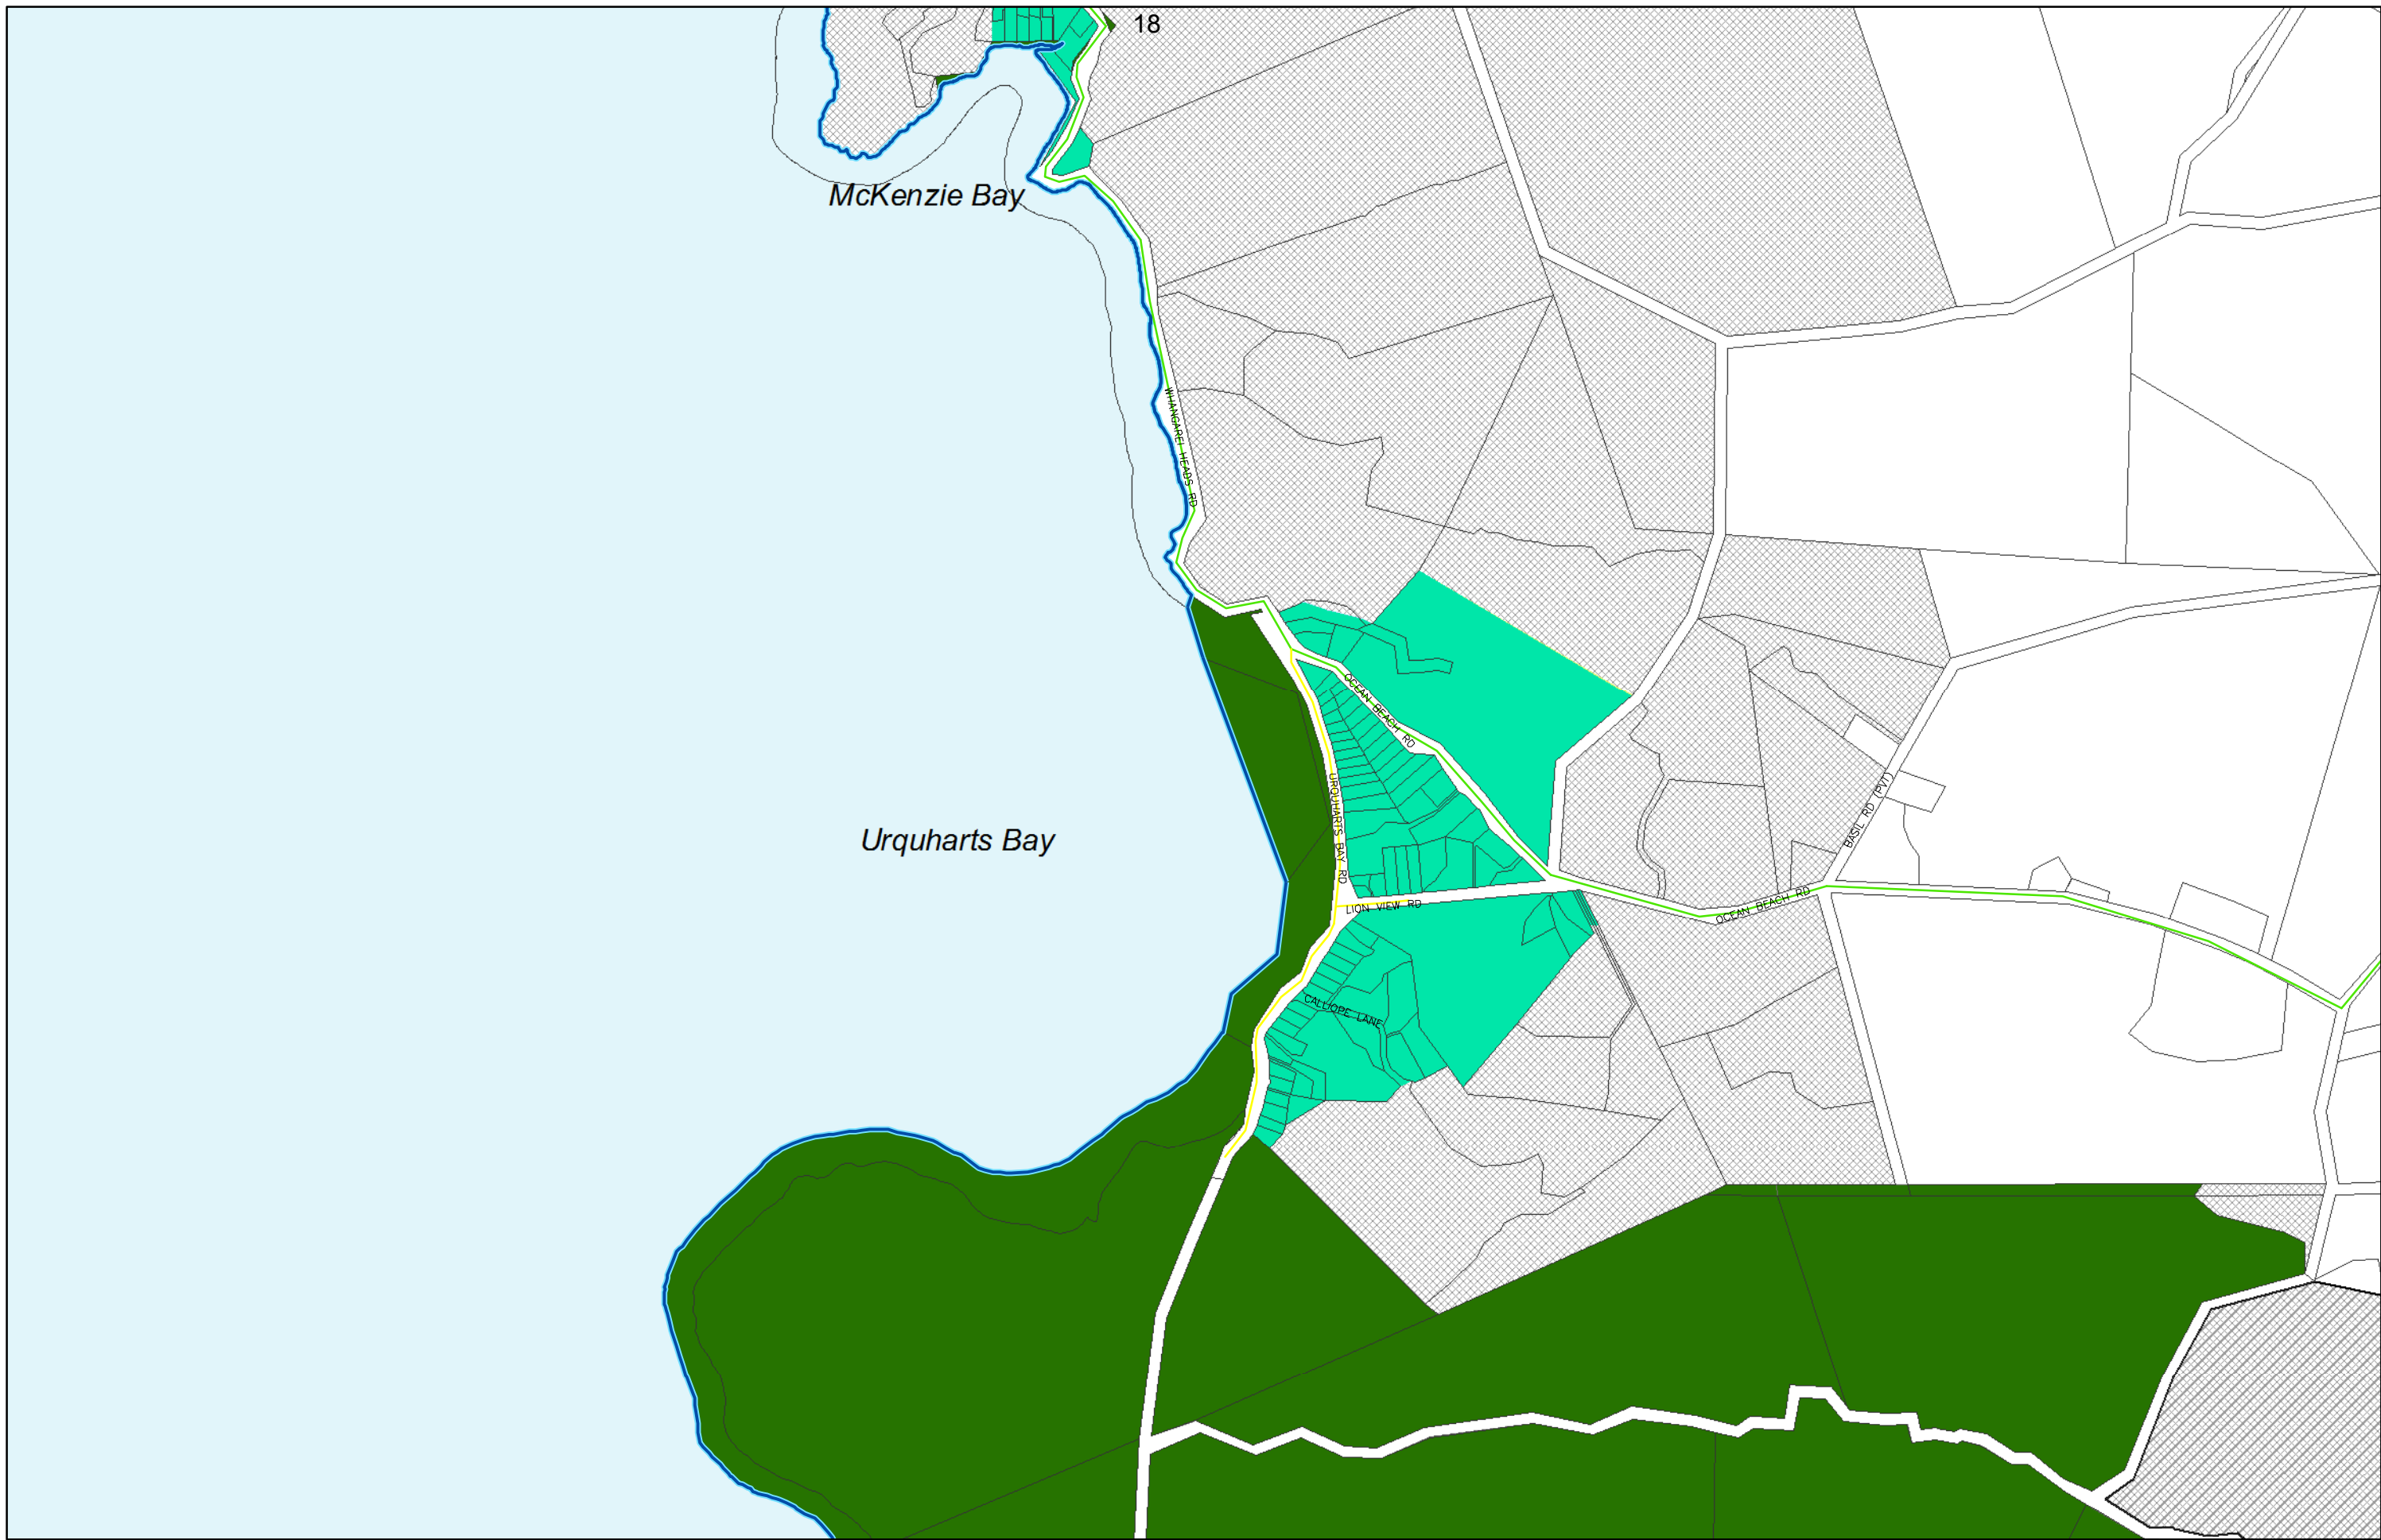 18
McKenzie Bay
WHANGAREI HEADS RD
OCEAN BEACH RD
URQUHARTS BAY RD
Urquharts Bay
BASIL RD (PVT)
LION VIEW RD
OCEAN BEACH RD
CALLIOPE LANE